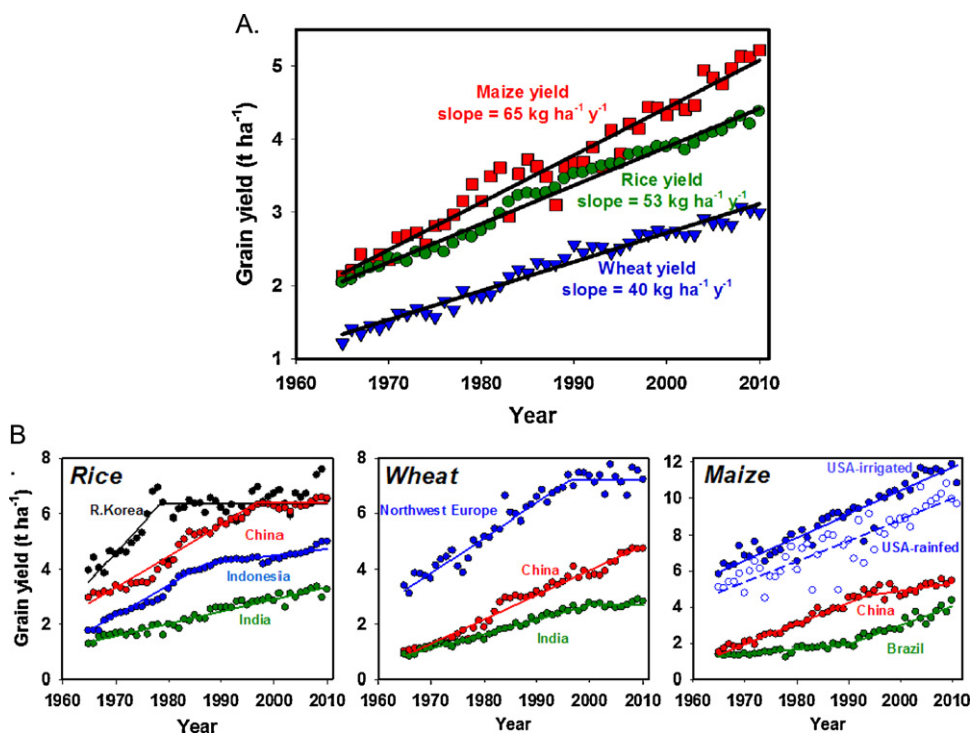 A.
5
4
3
2
1
Grain yield (t ha⁻¹)
Maize yield
slope = 65 kg ha⁻¹ y⁻¹
Rice yield
slope = 53 kg ha⁻¹ y⁻¹
Wheat yield
slope = 40 kg ha⁻¹ y⁻¹
1960 1970 1980 1990 2000 2010
Year
B
Grain yield (t ha⁻¹)
8
6
4
2
0
Rice
R.Korea
China
Indonesia
India
1960 1970 1980 1990 2000 2010
Year
8
6
4
2
0
Wheat
Northwest Europe
China
India
1960 1970 1980 1990 2000 2010
Year
12
10
8
6
4
2
0
Maize
USA-irrigated
USA-rainfed
China
Brazil
1960 1970 1980 1990 2000 2010
Year